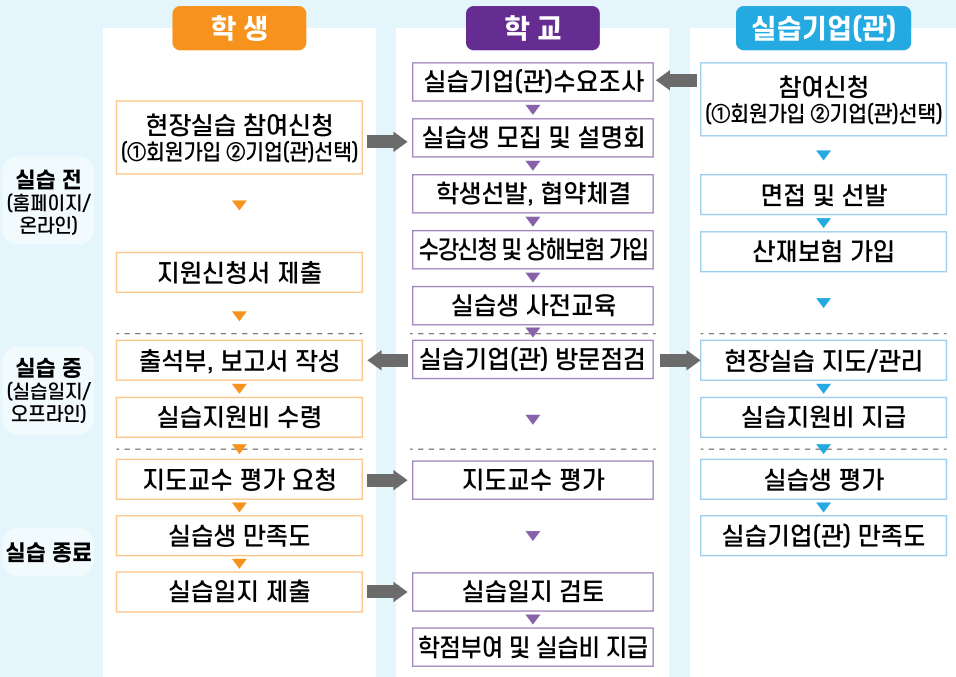 학 생
학 교
실습기업(관)
실습 전
(홈페이지/
온라인)
현장실습 참여신청
(①회원가입 ②기업(관)선택)
지원신청서 제출
실습기업(관)수요조사
실습생 모집 및 설명회
학생선발, 협약체결
수강신청 및 상해보험 가입
실습생 사전교육
참여신청
(①회원가입 ②기업(관)선택)
면접 및 선발
산재보험 가입
실습 중
(실습일지/
오프라인)
출석부, 보고서 작성
실습지원비 수령
실습기업(관) 방문점검
현장실습 지도/관리
실습지원비 지급
실습 종료
지도교수 평가 요청
실습생 만족도
실습일지 제출
지도교수 평가
실습일지 검토
학점부여 및 실습비 지급
실습생 평가
실습기업(관) 만족도